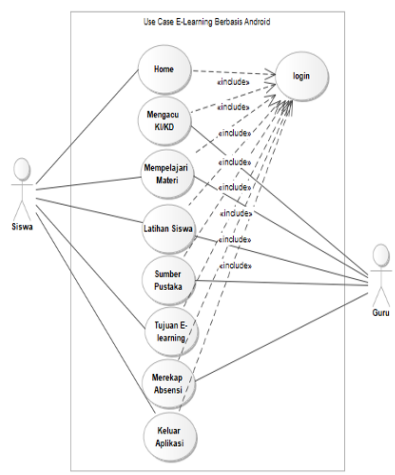 Use Case E-Learning Berbasis Android
Home
login
«include»
Mengacu
KI/KD
«include»
«include»
Mempelajari
Materi
«include»
Siswa
Latihan Siswa
«include»
«include»
Sumber
Pustaka
«include»
Guru
Tujuan E-
learning
Merekap
Absensi
Keluar
Aplikasi